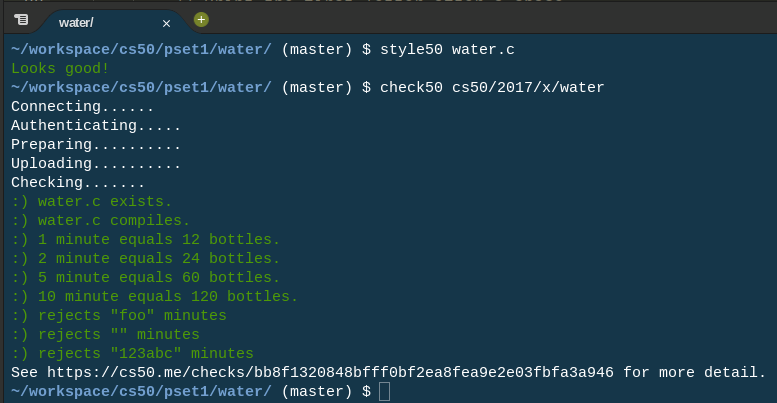 water/
~/workspace/cs50/pset1/water/ (master) $ style50 water.c
Looks good!
~/workspace/cs50/pset1/water/ (master) $ check50 cs50/2017/x/water
Connecting......
Authenticating.....
Preparing..........
Uploading..........
Checking.......
:) water.c exists.
:) water.c compiles.
:) 1 minute equals 12 bottles.
:) 2 minute equals 24 bottles.
:) 5 minute equals 60 bottles.
:) 10 minute equals 120 bottles.
:) rejects "foo" minutes
:) rejects "" minutes
:) rejects "123abc" minutes
See https://cs50.me/checks/bb8f1320848bfff0bf2ea8fea9e2e03fbfa3a946 for more detail.
~/workspace/cs50/pset1/water/ (master) $